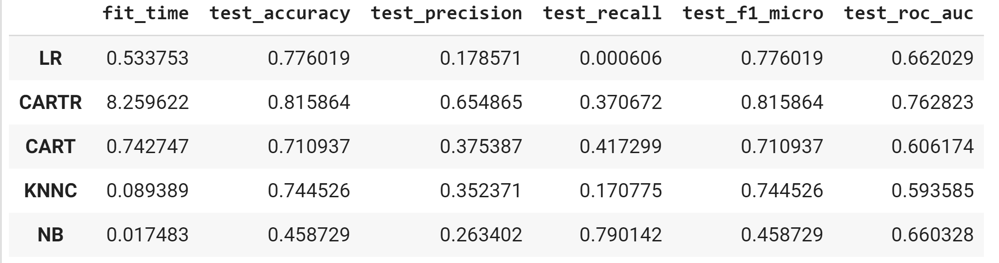 fit_time test_accuracy test_precision test_recall test_f1_micro test_roc_auc
LR 0.533753 0.776019 0.178571 0.000606 0.776019 0.662029
CARTR 8.259622 0.815864 0.654865 0.370672 0.815864 0.762823
CART 0.742747 0.710937 0.375387 0.417299 0.710937 0.606174
KNNC 0.089389 0.744526 0.352371 0.170775 0.744526 0.593585
NB 0.017483 0.458729 0.263402 0.790142 0.458729 0.660328